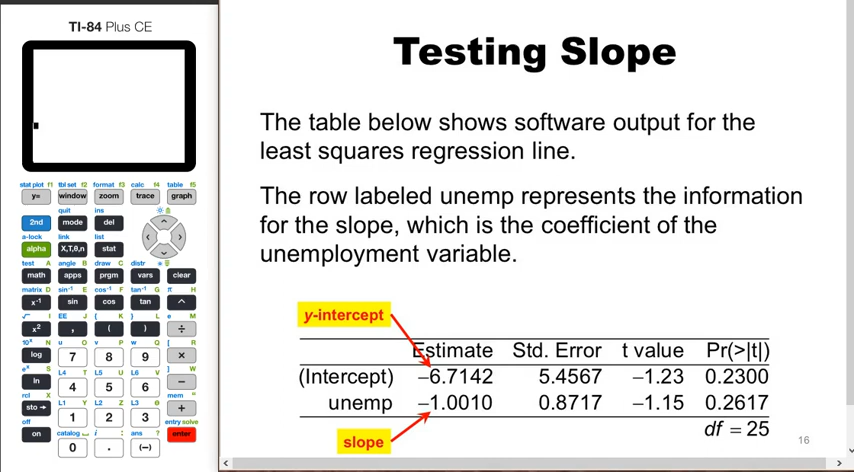 TI-84 Plus CE
stat plot f1 tbl set f2 format f3 calc f4 table f5
y= window zoom trace graph
quit ins
2nd mode del
a-lock link list
alpha X,T,θ,n stat
test A angle B draw C distr
math apps prgm vars clear
matrix D sin⁻¹ E cos⁻¹ F tan⁻¹ G π H
x⁻¹ sin cos tan ^
√ I EE J { K } L e M
x² , ( ) ÷
10ˣ N u O v P w Q [ R
log 7 8 9 ×
eˣ S L4 T L5 U L6 V ] W
ln 4 5 6 −
rcl X L1 Y L2 Z L3 θ mem "
sto→ 1 2 3 +
off catalog i : ans ? entry solve
on 0 . (−) enter
Testing Slope
The table below shows software output for the
least squares regression line.
The row labeled unemp represents the information
for the slope, which is the coefficient of the
unemployment variable.
y-intercept
Estimate Std. Error t value Pr(>|t|)
(Intercept) −6.7142 5.4567 −1.23 0.2300
unemp −1.0010 0.8717 −1.15 0.2617
df = 25
slope
16